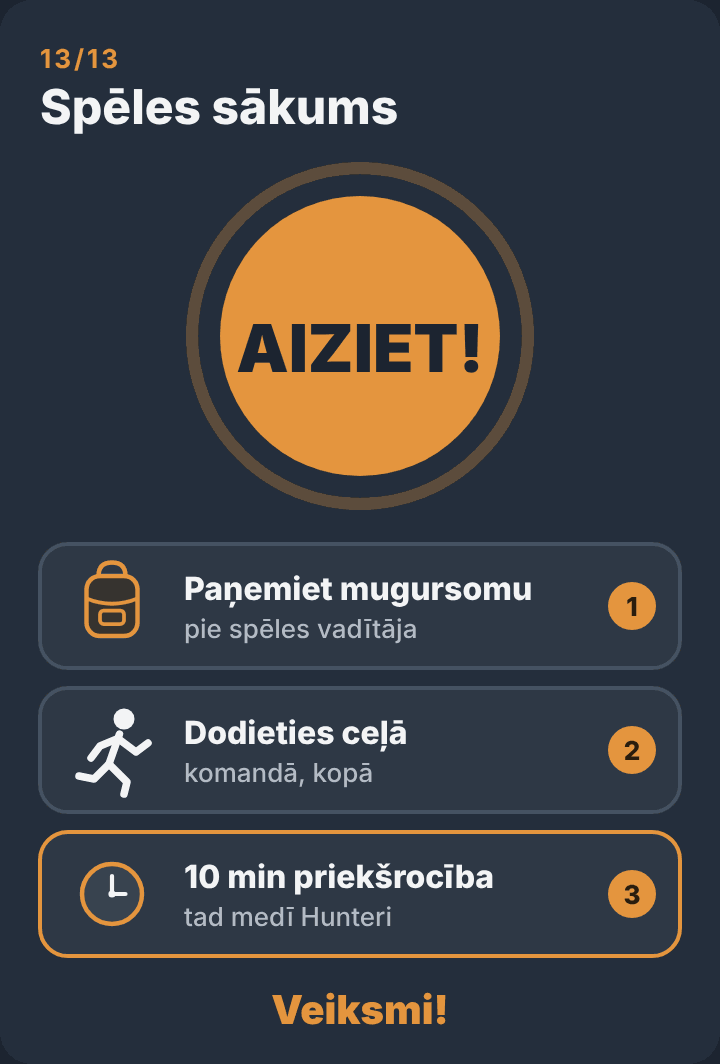 13/13
Spēles sākums
AIZIET!
Paņemiet mugursomu
pie spēles vadītāja
1
Dodieties ceļā
komandā, kopā
2
10 min priekšrocība
tad medī Hunteri
3
Veiksmi!